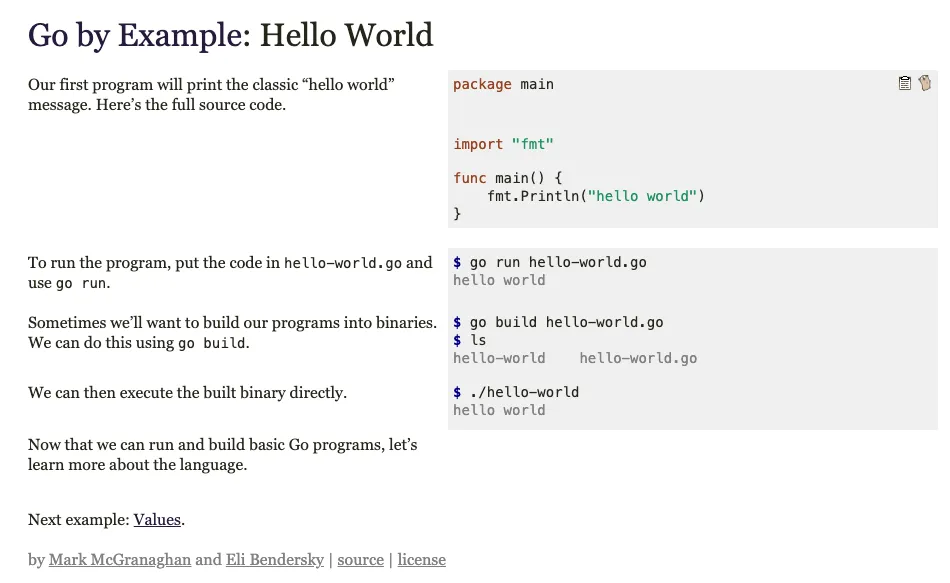 Go by Example: Hello World
Our first program will print the classic “hello world”
message. Here’s the full source code.
package main
import "fmt"
func main() {
    fmt.Println("hello world")
}
To run the program, put the code in hello-world.go and
use go run.
$ go run hello-world.go
hello world
Sometimes we’ll want to build our programs into binaries.
We can do this using go build.
$ go build hello-world.go
$ ls
hello-world    hello-world.go
We can then execute the built binary directly.
$ ./hello-world
hello world
Now that we can run and build basic Go programs, let’s
learn more about the language.
Next example: Values.
by Mark McGranaghan and Eli Bendersky | source | license